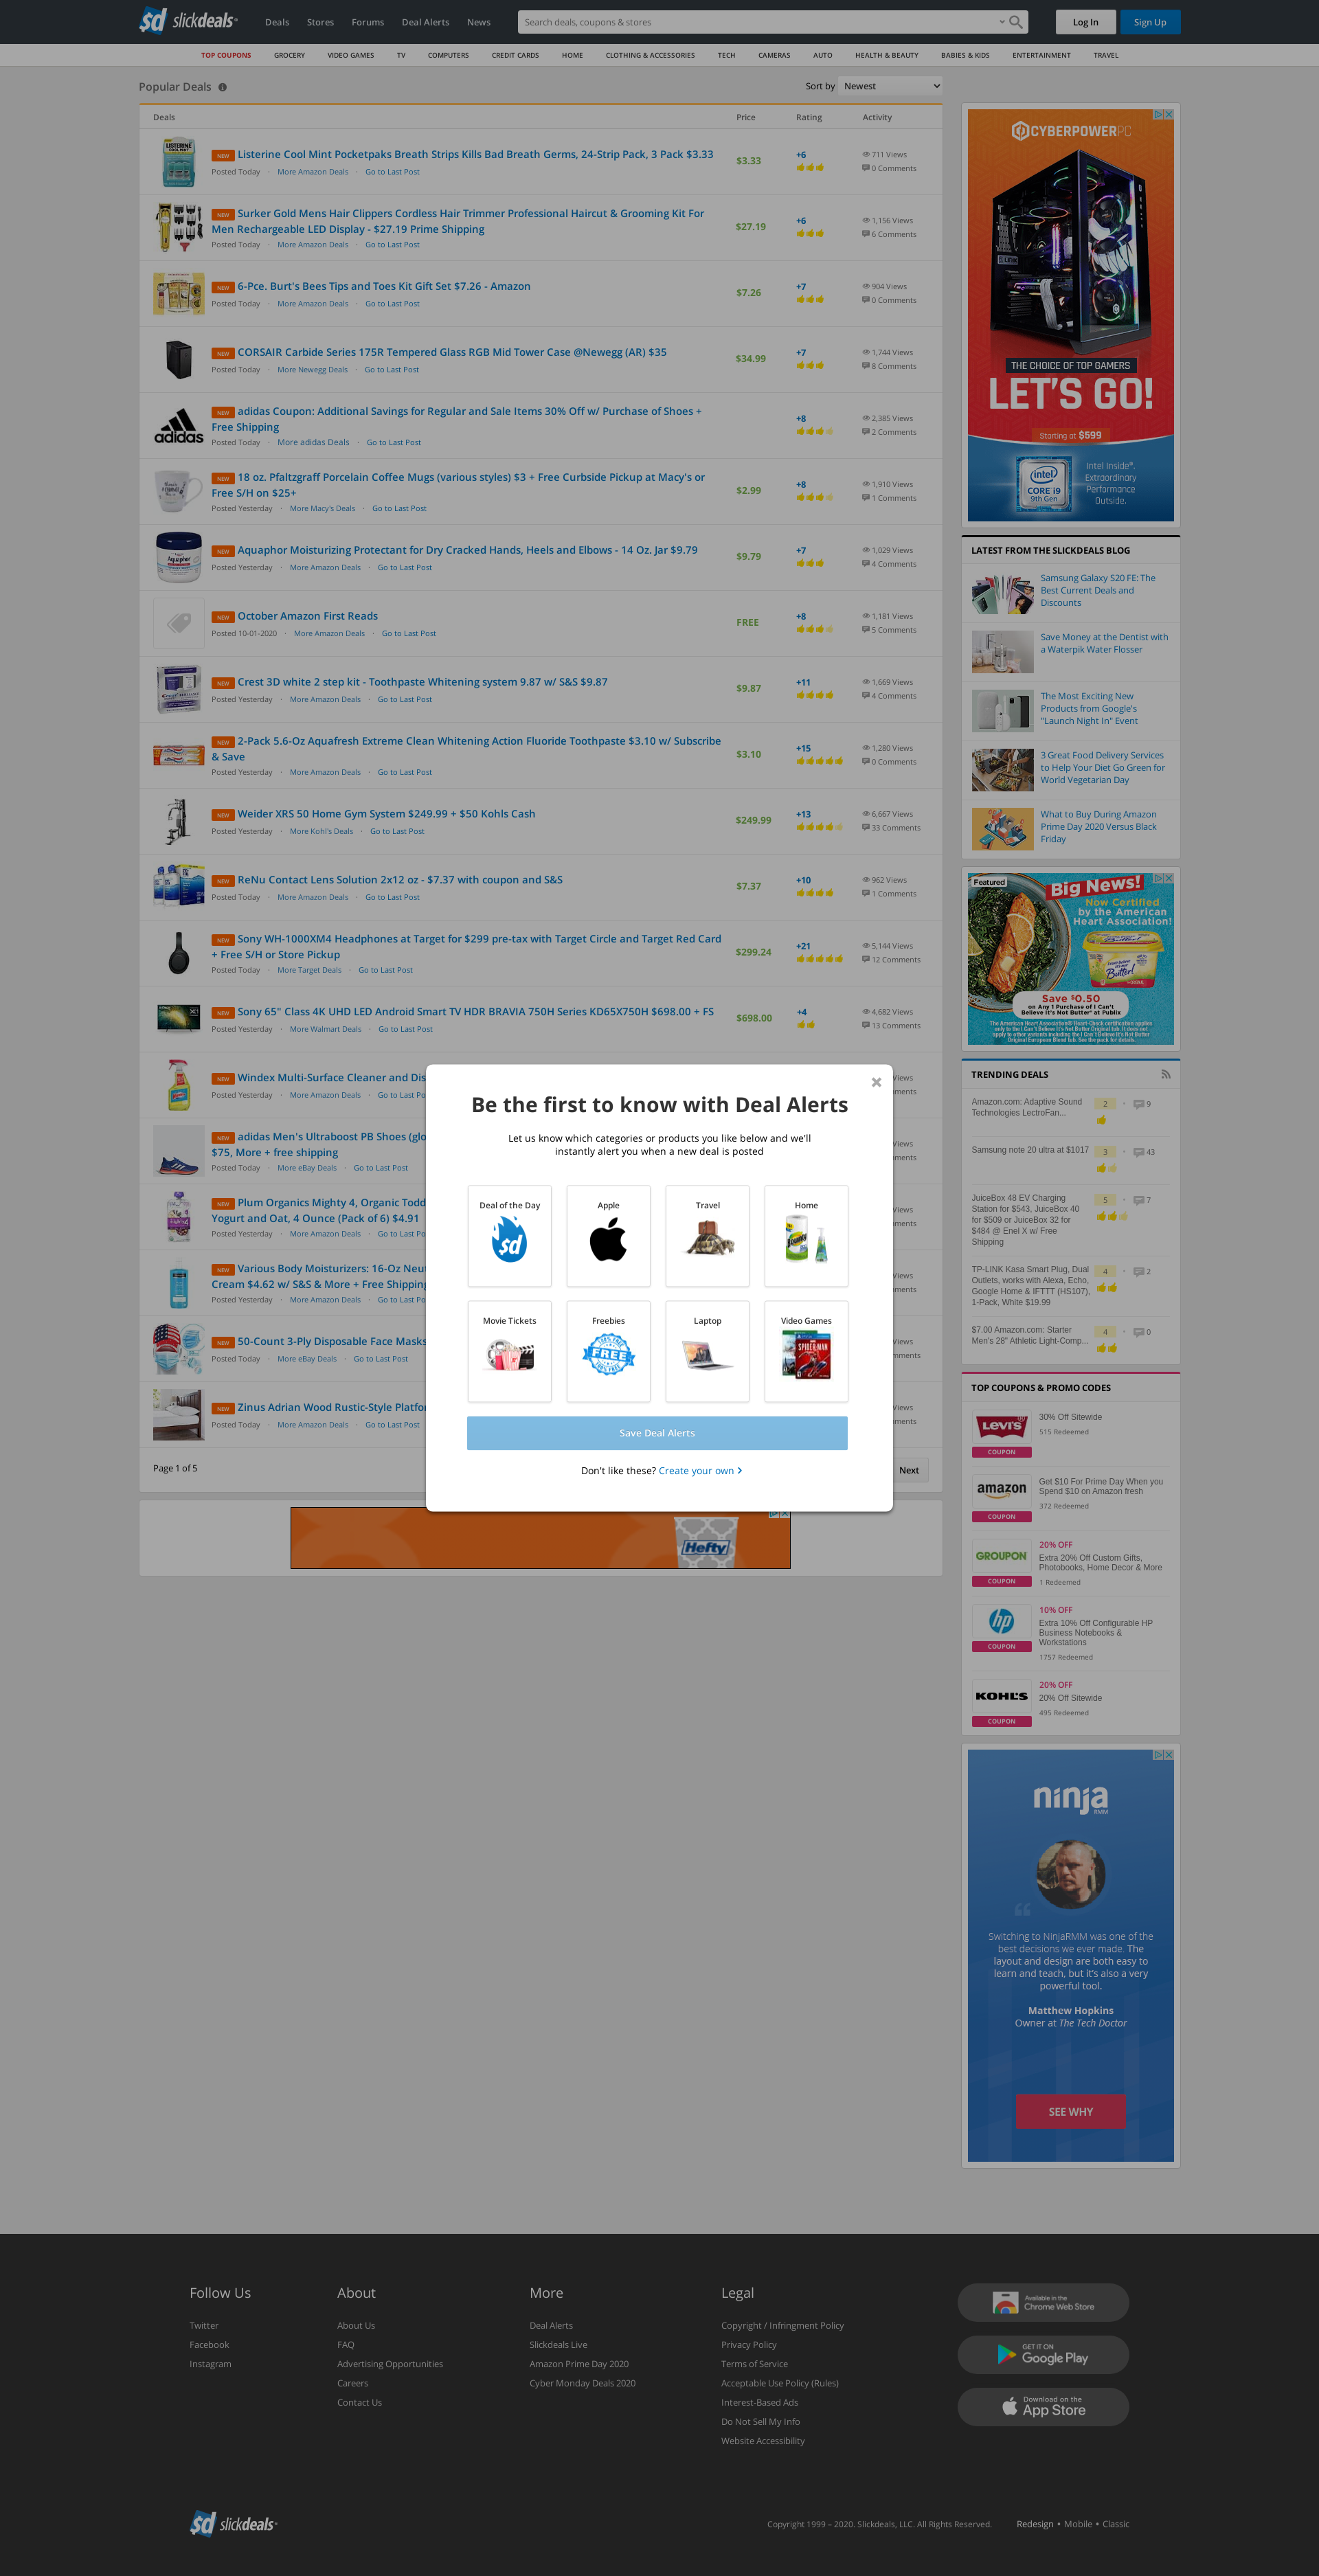 slickdeals
Deals Stores Forums Deal Alerts News
Search deals, coupons & stores
Log In
Sign Up
TOP COUPONS GROCERY VIDEO GAMES TV COMPUTERS CREDIT CARDS HOME CLOTHING & ACCESSORIES TECH CAMERAS AUTO HEALTH & BEAUTY BABIES & KIDS ENTERTAINMENT TRAVEL
Popular Deals
Sort by Newest
Deals Price Rating Activity
NEW Listerine Cool Mint Pocketpaks Breath Strips Kills Bad Breath Germs, 24-Strip Pack, 3 Pack $3.33
Posted Today · More Amazon Deals · Go to Last Post
$3.33
+6
711 Views
0 Comments
NEW Surker Gold Mens Hair Clippers Cordless Hair Trimmer Professional Haircut & Grooming Kit For
Men Rechargeable LED Display - $27.19 Prime Shipping
Posted Today · More Amazon Deals · Go to Last Post
$27.19
+6
1,156 Views
6 Comments
NEW 6-Pce. Burt's Bees Tips and Toes Kit Gift Set $7.26 - Amazon
Posted Today · More Amazon Deals · Go to Last Post
$7.26
+7
904 Views
0 Comments
NEW CORSAIR Carbide Series 175R Tempered Glass RGB Mid Tower Case @Newegg (AR) $35
Posted Today · More Newegg Deals · Go to Last Post
$34.99
+7
1,744 Views
8 Comments
adidas
NEW adidas Coupon: Additional Savings for Regular and Sale Items 30% Off w/ Purchase of Shoes +
Free Shipping
Posted Today · More adidas Deals · Go to Last Post
+8
2,385 Views
2 Comments
NEW 18 oz. Pfaltzgraff Porcelain Coffee Mugs (various styles) $3 + Free Curbside Pickup at Macy's or
Free S/H on $25+
Posted Yesterday · More Macy's Deals · Go to Last Post
$2.99
+8
1,910 Views
1 Comments
NEW Aquaphor Moisturizing Protectant for Dry Cracked Hands, Heels and Elbows - 14 Oz. Jar $9.79
Posted Yesterday · More Amazon Deals · Go to Last Post
$9.79
+7
1,029 Views
4 Comments
NEW October Amazon First Reads
Posted 10-01-2020 · More Amazon Deals · Go to Last Post
FREE
+8
1,181 Views
5 Comments
NEW Crest 3D white 2 step kit - Toothpaste Whitening system 9.87 w/ S&S $9.87
Posted Yesterday · More Amazon Deals · Go to Last Post
$9.87
+11
1,669 Views
4 Comments
NEW 2-Pack 5.6-Oz Aquafresh Extreme Clean Whitening Action Fluoride Toothpaste $3.10 w/ Subscribe
& Save
Posted Yesterday · More Amazon Deals · Go to Last Post
$3.10
+15
1,280 Views
0 Comments
NEW Weider XRS 50 Home Gym System $249.99 + $50 Kohls Cash
Posted Yesterday · More Kohl's Deals · Go to Last Post
$249.99
+13
6,667 Views
33 Comments
NEW ReNu Contact Lens Solution 2x12 oz - $7.37 with coupon and S&S
Posted Today · More Amazon Deals · Go to Last Post
$7.37
+10
962 Views
1 Comments
NEW Sony WH-1000XM4 Headphones at Target for $299 pre-tax with Target Circle and Target Red Card
+ Free S/H or Store Pickup
Posted Today · More Target Deals · Go to Last Post
$299.24
+21
5,144 Views
12 Comments
NEW Sony 65" Class 4K UHD LED Android Smart TV HDR BRAVIA 750H Series KD65X750H $698.00 + FS
Posted Yesterday · More Walmart Deals · Go to Last Post
$698.00
+4
4,682 Views
13 Comments
NEW Windex Multi-Surface Cleaner and Dis
Posted Yesterday · More Amazon Deals · Go to Last Po
Views
ments
NEW adidas Men's Ultraboost PB Shoes (glo
$75, More + free shipping
Posted Today · More eBay Deals · Go to Last Post
Views
mments
NEW Plum Organics Mighty 4, Organic Todd
Yogurt and Oat, 4 Ounce (Pack of 6) $4.91
Posted Yesterday · More Amazon Deals · Go to Last Po
Views
mments
NEW Various Body Moisturizers: 16-Oz Neut
Cream $4.62 w/ S&S & More + Free Shipping
Posted Yesterday · More Amazon Deals · Go to Last Po
Views
mments
NEW 50-Count 3-Ply Disposable Face Masks
Posted Today · More eBay Deals · Go to Last Post
Views
omments
NEW Zinus Adrian Wood Rustic-Style Platfor
Posted Today · More Amazon Deals · Go to Last Post
Views
mments
Page 1 of 5
Next
Hefty
Be the first to know with Deal Alerts
Let us know which categories or products you like below and we'll
instantly alert you when a new deal is posted
Deal of the Day Apple Travel Home
Movie Tickets Freebies Laptop Video Games
FREE
Save Deal Alerts
Don't like these? Create your own
CYBERPOWERPC
THE CHOICE OF TOP GAMERS
LET'S GO!
Starting at $599
intel
CORE i9
9th Gen
Intel Inside®.
Extraordinary
Performance
Outside.
LATEST FROM THE SLICKDEALS BLOG
Samsung Galaxy S20 FE: The
Best Current Deals and
Discounts
Save Money at the Dentist with
a Waterpik Water Flosser
The Most Exciting New
Products from Google's
"Launch Night In" Event
3 Great Food Delivery Services
to Help Your Diet Go Green for
World Vegetarian Day
What to Buy During Amazon
Prime Day 2020 Versus Black
Friday
Featured
Big News!
Now Certified
by the American
Heart Association!
Save $0.50
on Any 1 Purchase of I Can't
Believe It's Not Butter® at Publix
TRENDING DEALS
Amazon.com: Adaptive Sound
Technologies LectroFan...
2 · 9
Samsung note 20 ultra at $1017
3 · 43
JuiceBox 48 EV Charging
Station for $543, JuiceBox 40
for $509 or JuiceBox 32 for
$484 @ Enel X w/ Free
Shipping
5 · 7
TP-LINK Kasa Smart Plug, Dual
Outlets, works with Alexa, Echo,
Google Home & IFTTT (HS107),
1-Pack, White $19.99
4 · 2
$7.00 Amazon.com: Starter
Men's 28" Athletic Light-Comp...
4 · 0
TOP COUPONS & PROMO CODES
LEVI'S
COUPON
30% Off Sitewide
515 Redeemed
amazon
COUPON
Get $10 For Prime Day When you
Spend $10 on Amazon fresh
372 Redeemed
GROUPON
COUPON
20% OFF
Extra 20% Off Custom Gifts,
Photobooks, Home Decor & More
1 Redeemed
hp
COUPON
10% OFF
Extra 10% Off Configurable HP
Business Notebooks &
Workstations
1757 Redeemed
KOHL'S
COUPON
20% OFF
20% Off Sitewide
495 Redeemed
ninja
RMM
Switching to NinjaRMM was one of the
best decisions we ever made. The
layout and design are both easy to
learn and teach, but it's also a very
powerful tool.
Matthew Hopkins
Owner at The Tech Doctor
SEE WHY
Follow Us
Twitter
Facebook
Instagram
About
About Us
FAQ
Advertising Opportunities
Careers
Contact Us
More
Deal Alerts
Slickdeals Live
Amazon Prime Day 2020
Cyber Monday Deals 2020
Legal
Copyright / Infringment Policy
Privacy Policy
Terms of Service
Acceptable Use Policy (Rules)
Interest-Based Ads
Do Not Sell My Info
Website Accessibility
Available in the
Chrome Web Store
GET IT ON
Google Play
Download on the
App Store
slickdeals
Copyright 1999 – 2020. Slickdeals, LLC. All Rights Reserved.
Redesign • Mobile • Classic